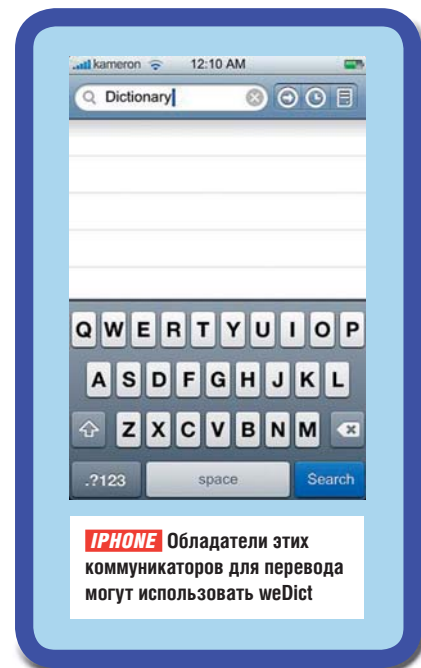 kameron 12:10 AM
Dictionary
Q W E R T Y U I O P
A S D F G H J K L
Z X C V B N M
.?123 space Search
IPHONE Обладатели этих
коммуникаторов для перевода
могут использовать weDict